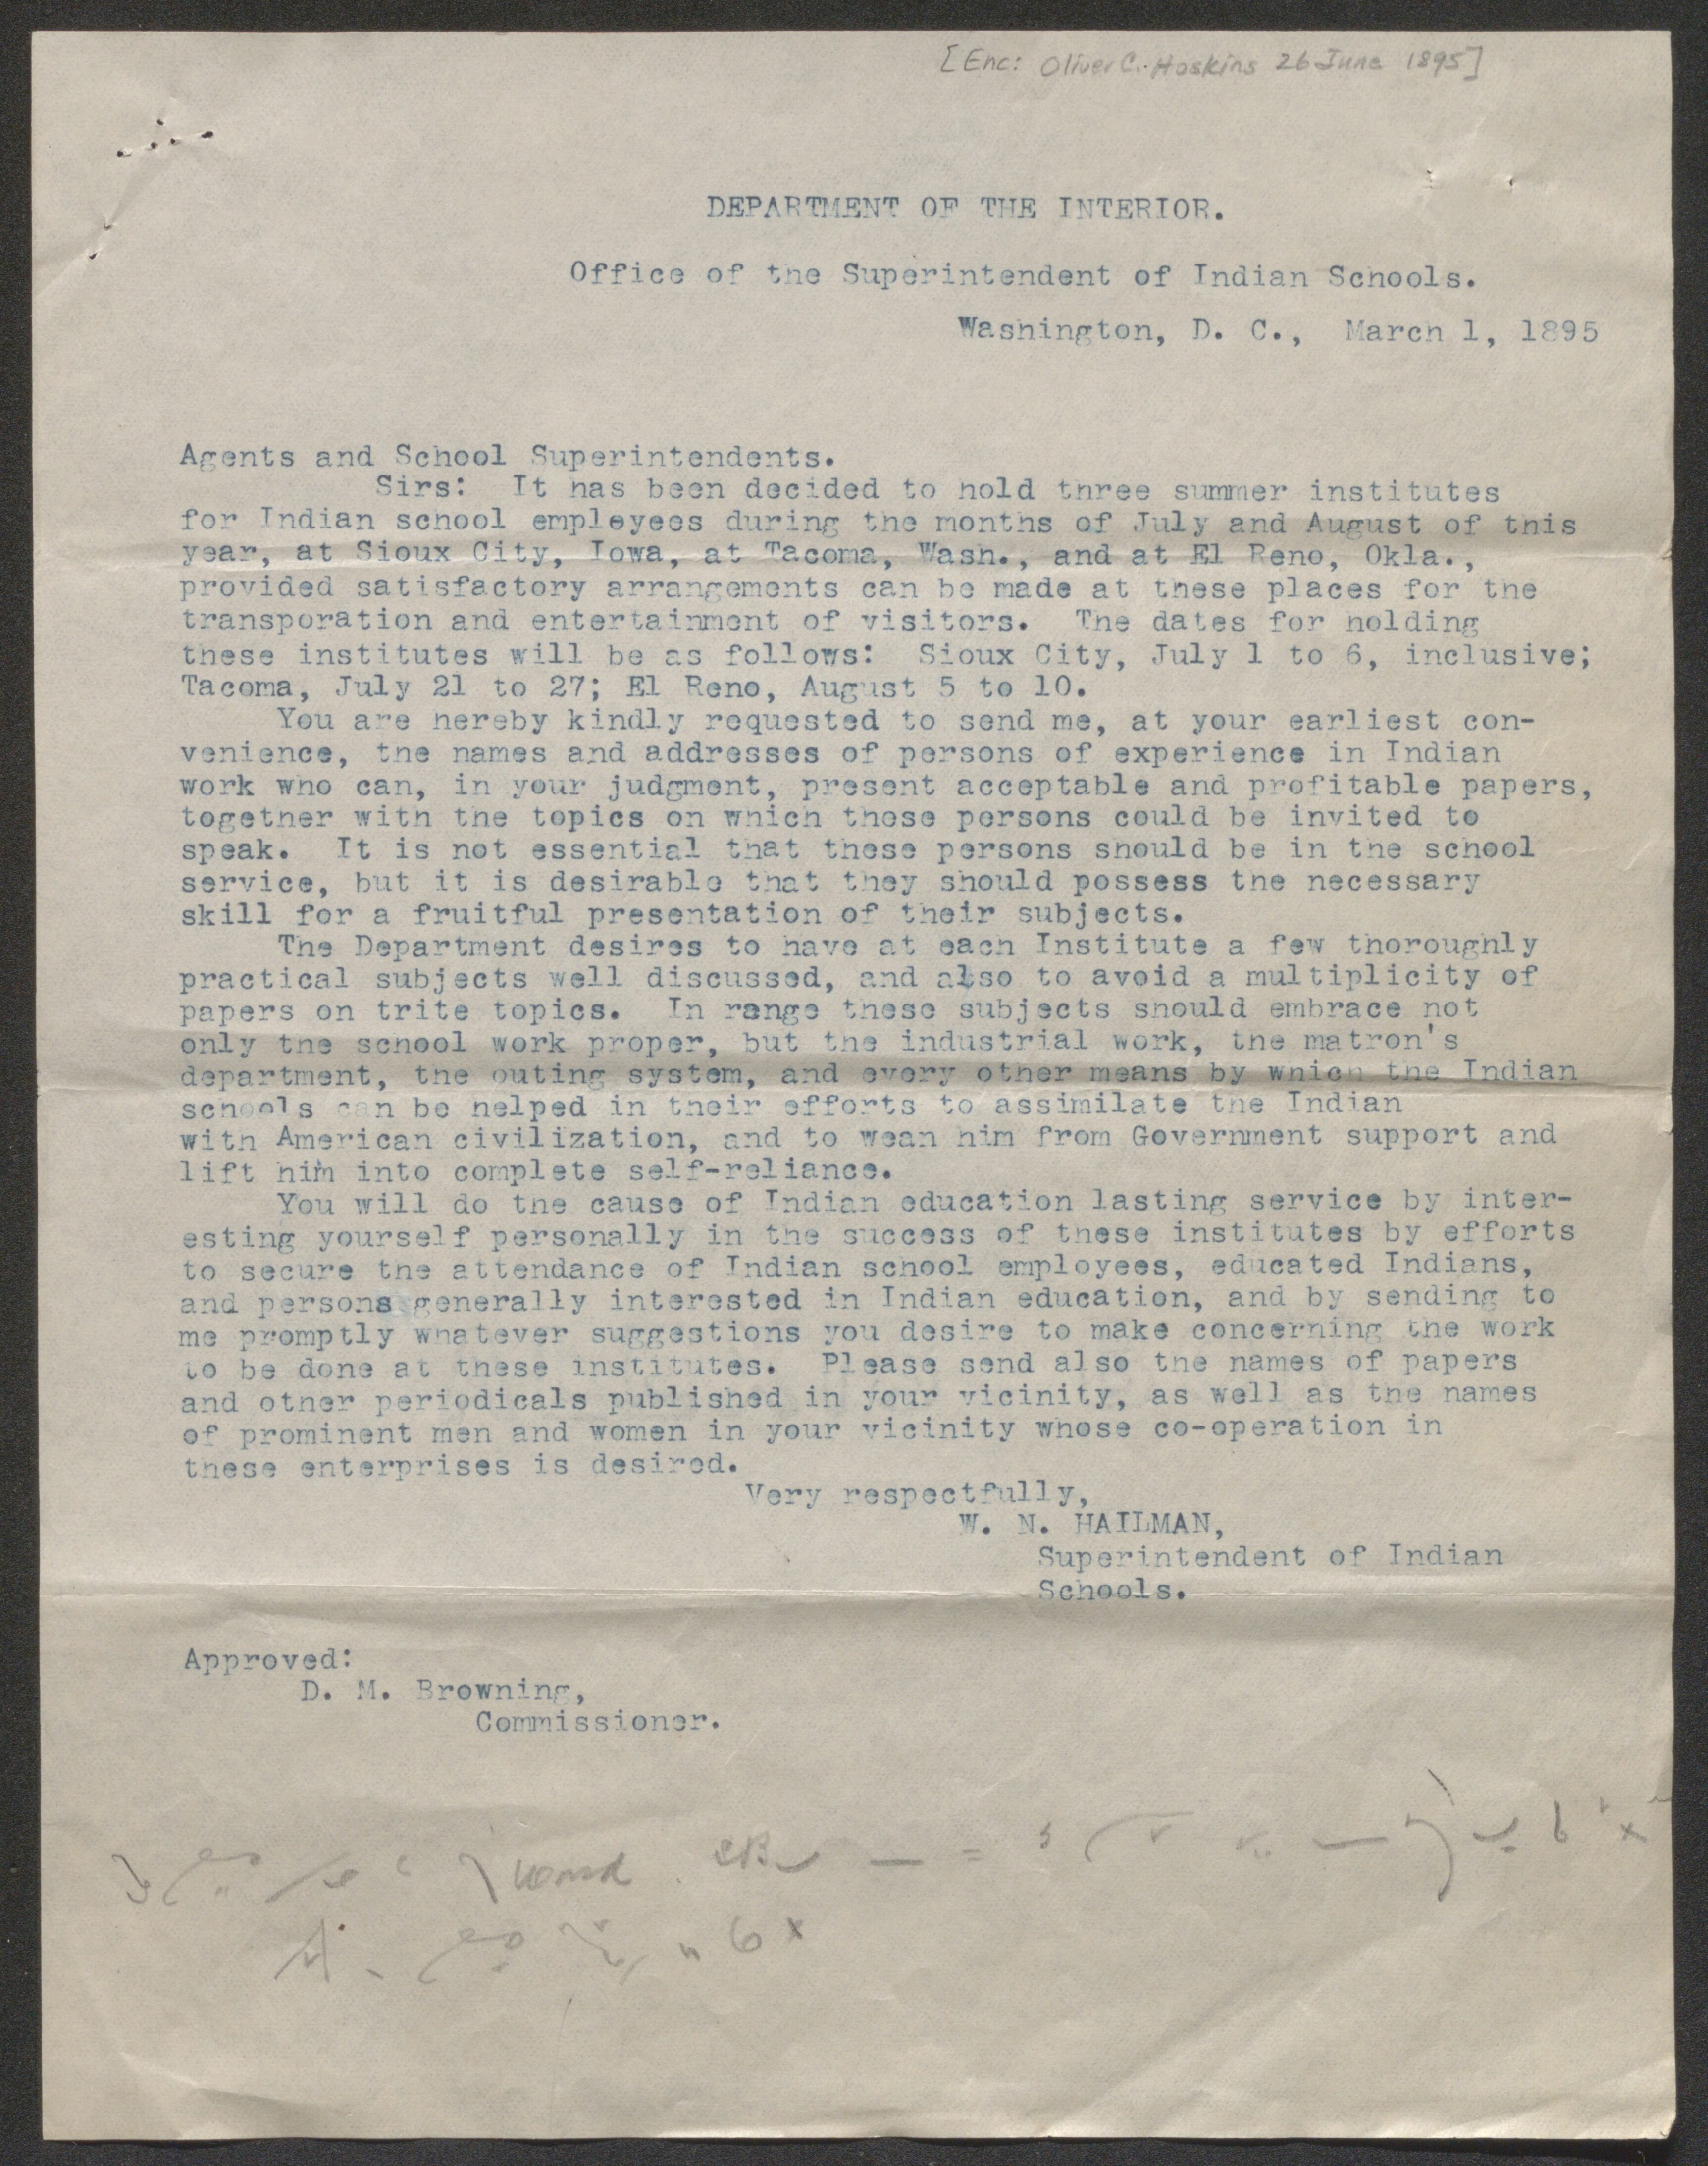 [Enc: Oliver C. Hoskins 26 June 1895]
DEPARTMENT OF THE INTERIOR.
Office of the Superintendent of Indian Schools.
Washington, D. C., March 1, 1895
Agents and School Superintendents.
Sirs: It has been decided to hold three summer institutes
for Indian school employees during the months of July and August of this
year, at Sioux City, Iowa, at Tacoma, Wash., and at El Reno, Okla.,
provided satisfactory arrangements can be made at these places for the
transporation and entertainment of visitors. The dates for holding
these institutes will be as follows: Sioux City, July 1 to 6, inclusive;
Tacoma, July 21 to 27; El Reno, August 5 to 10.
You are hereby kindly requested to send me, at your earliest con-
venience, the names and addresses of persons of experience in Indian
work who can, in your judgment, present acceptable and profitable papers,
together with the topics on which these persons could be invited to
speak. It is not essential that these persons should be in the school
service, but it is desirable that they should possess the necessary
skill for a fruitful presentation of their subjects.
The Department desires to have at each Institute a few thoroughly
practical subjects well discussed, and also to avoid a multiplicity of
papers on trite topics. In range these subjects should embrace not
only the school work proper, but the industrial work, the matron's
department, the outing system, and every other means by which the Indian
schools can be helped in their efforts to assimilate the Indian
with American civilization, and to wean him from Government support and
lift him into complete self-reliance.
You will do the cause of Indian education lasting service by inter-
esting yourself personally in the success of these institutes by efforts
to secure the attendance of Indian school employees, educated Indians,
and persons generally interested in Indian education, and by sending to
me promptly whatever suggestions you desire to make concerning the work
to be done at these institutes. Please send also the names of papers
and other periodicals published in your vicinity, as well as the names
of prominent men and women in your vicinity whose co-operation in
these enterprises is desired.
Very respectfully,
W. N. HAILMAN,
Superintendent of Indian
Schools.
Approved:
D. M. Browning,
Commissioner.